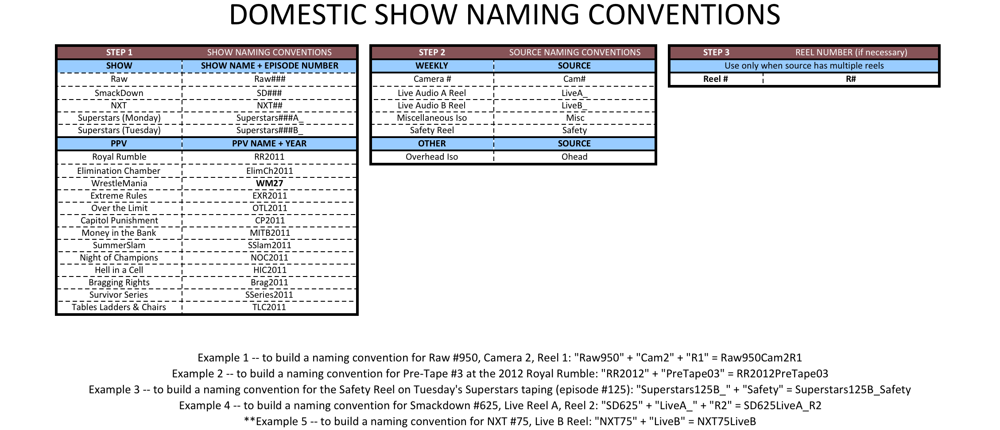 DOMESTIC SHOW NAMING CONVENTIONS
STEP 1 SHOW NAMING CONVENTIONS
SHOW SHOW NAME + EPISODE NUMBER
Raw Raw###
SmackDown SD###
NXT NXT##
Superstars (Monday) Superstars###A_
Superstars (Tuesday) Superstars###B_
PPV PPV NAME + YEAR
Royal Rumble RR2011
Elimination Chamber ElimCh2011
WrestleMania WM27
Extreme Rules EXR2011
Over the Limit OTL2011
Capitol Punishment CP2011
Money in the Bank MITB2011
SummerSlam SSlam2011
Night of Champions NOC2011
Hell in a Cell HIC2011
Bragging Rights Brag2011
Survivor Series SSeries2011
Tables Ladders & Chairs TLC2011
STEP 2 SOURCE NAMING CONVENTIONS
WEEKLY SOURCE
Camera # Cam#
Live Audio A Reel LiveA_
Live Audio B Reel LiveB_
Miscellaneous Iso Misc
Safety Reel Safety
OTHER SOURCE
Overhead Iso Ohead
STEP 3 REEL NUMBER (if necessary)
Use only when source has multiple reels
Reel # R#
Example 1 -- to build a naming convention for Raw #950, Camera 2, Reel 1: "Raw950" + "Cam2" + "R1" = Raw950Cam2R1
Example 2 -- to build a naming convention for Pre-Tape #3 at the 2012 Royal Rumble: "RR2012" + "PreTape03" = RR2012PreTape03
Example 3 -- to build a naming convention for the Safety Reel on Tuesday's Superstars taping (episode #125): "Superstars125B_" + "Safety" = Superstars125B_Safety
Example 4 -- to build a naming convention for Smackdown #625, Live Reel A, Reel 2: "SD625" + "LiveA_" + "R2" = SD625LiveA_R2
**Example 5 -- to build a naming convention for NXT #75, Live B Reel: "NXT75" + "LiveB" = NXT75LiveB